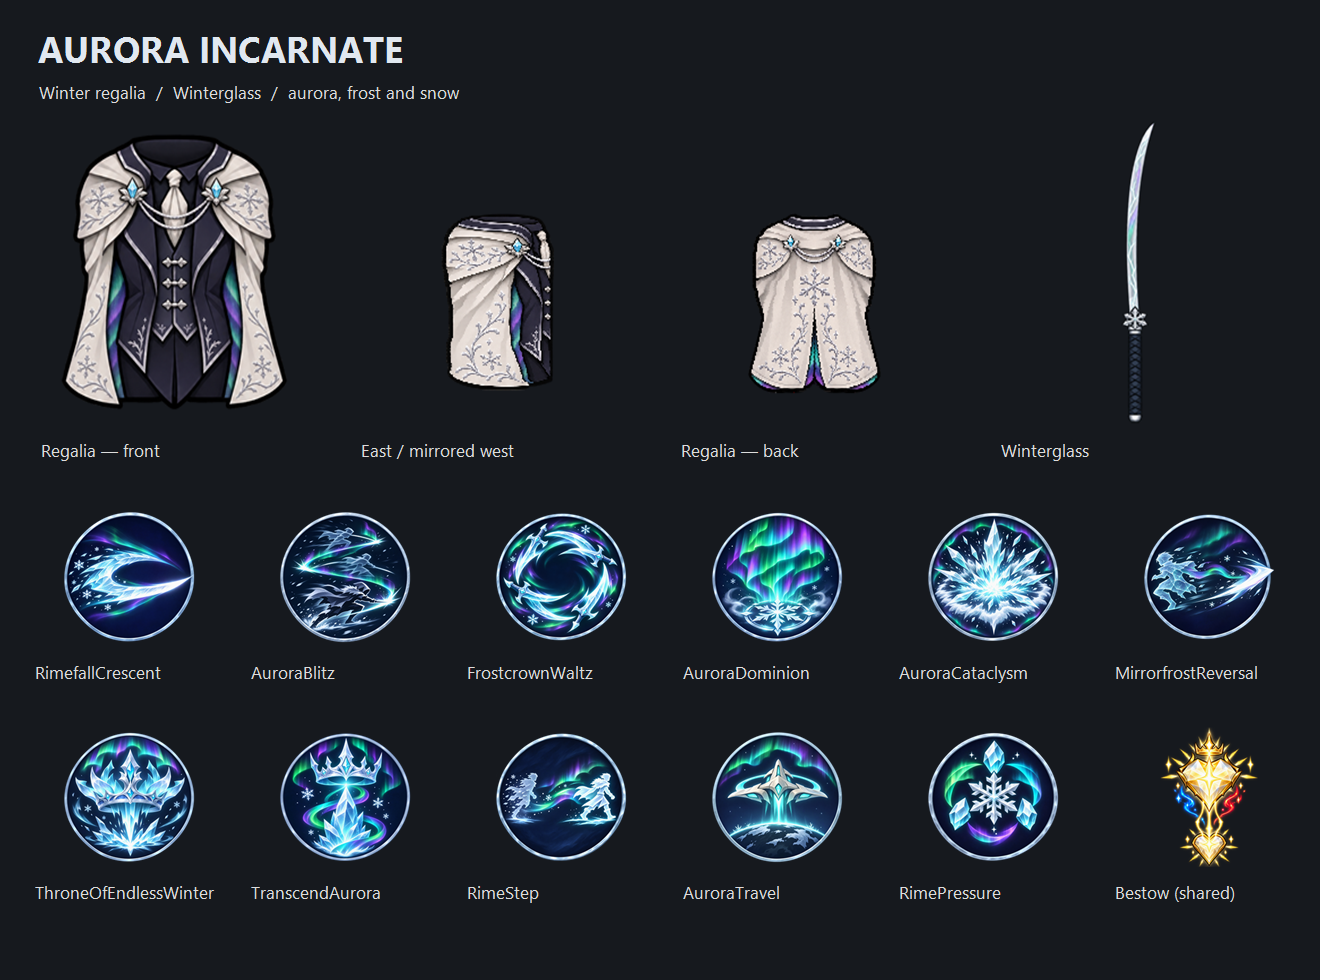 AURORA INCARNATE
Winter regalia / Winterglass / aurora, frost and snow
Regalia — front
East / mirrored west
Regalia — back
Winterglass
RimefallCrescent
AuroraBlitz
FrostcrownWaltz
AuroraDominion
AuroraCataclysm
MirrorfrostReversal
ThroneOfEndlessWinter
TranscendAurora
RimeStep
AuroraTravel
RimePressure
Bestow (shared)